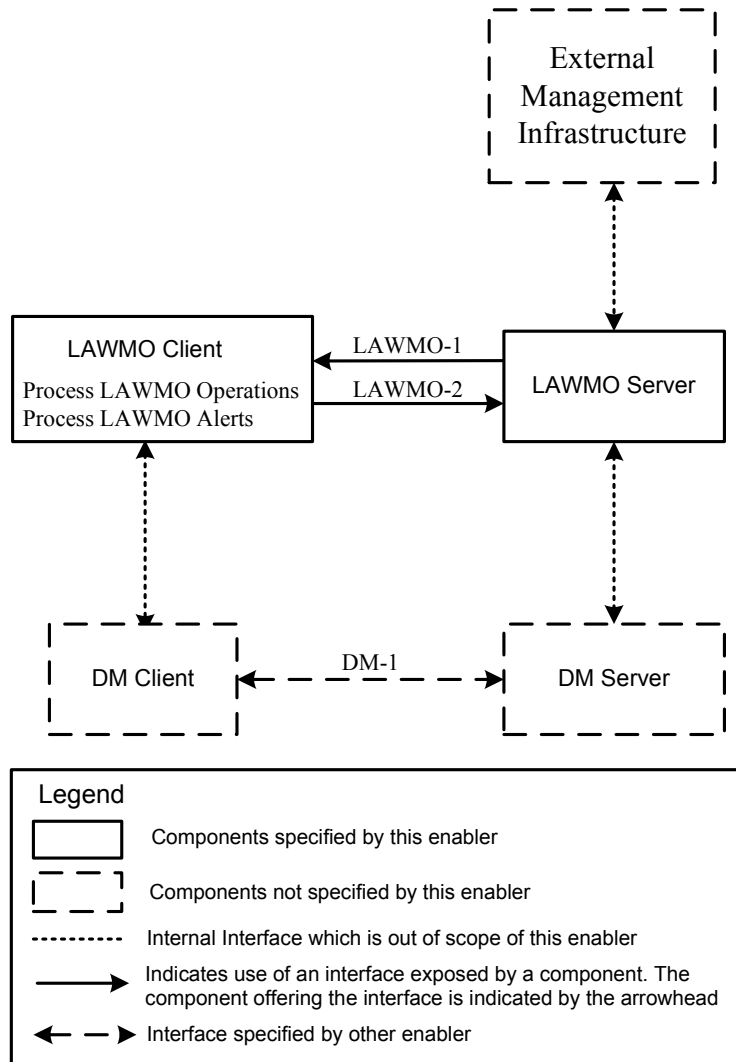 External
Management
Infrastructure
LAWMO Client
Process LAWMO Operations
Process LAWMO Alerts
LAWMO-1
LAWMO-2
LAWMO Server
DM Client
DM-1
DM Server
Legend
Components specified by this enabler
Components not specified by this enabler
Internal Interface which is out of scope of this enabler
Indicates use of an interface exposed by a component. The
component offering the interface is indicated by the arrowhead
Interface specified by other enabler